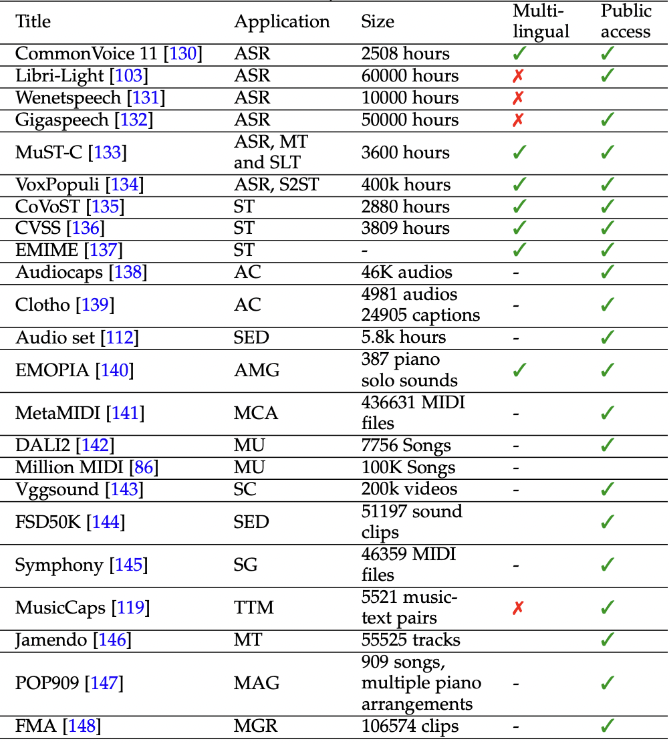 Title Application Size Multi-lingual Public access
CommonVoice 11 [130] ASR 2508 hours ✓ ✓
Libri-Light [103] ASR 60000 hours ✗ ✓
Wenetspeech [131] ASR 10000 hours ✗
Gigaspeech [132] ASR 50000 hours ✗ ✓
MuST-C [133] ASR, MT and SLT 3600 hours ✓ ✓
VoxPopuli [134] ASR, S2ST 400k hours ✓ ✓
CoVoST [135] ST 2880 hours ✓ ✓
CVSS [136] ST 3809 hours ✓ ✓
EMIME [137] ST - ✓ ✓
Audiocaps [138] AC 46K audios - ✓
Clotho [139] AC 4981 audios 24905 captions - ✓
Audio set [112] SED 5.8k hours - ✓
EMOPIA [140] AMG 387 piano solo sounds ✓ ✓
MetaMIDI [141] MCA 436631 MIDI files - ✓
DALI2 [142] MU 7756 Songs - ✓
Million MIDI [86] MU 100K Songs -
Vggsound [143] SC 200k videos - ✓
FSD50K [144] SED 51197 sound clips ✓
Symphony [145] SG 46359 MIDI files - ✓
MusicCaps [119] TTM 5521 music-text pairs ✗ ✓
Jamendo [146] MT 55525 tracks ✓
POP909 [147] MAG 909 songs, multiple piano arrangements - ✓
FMA [148] MGR 106574 clips - ✓